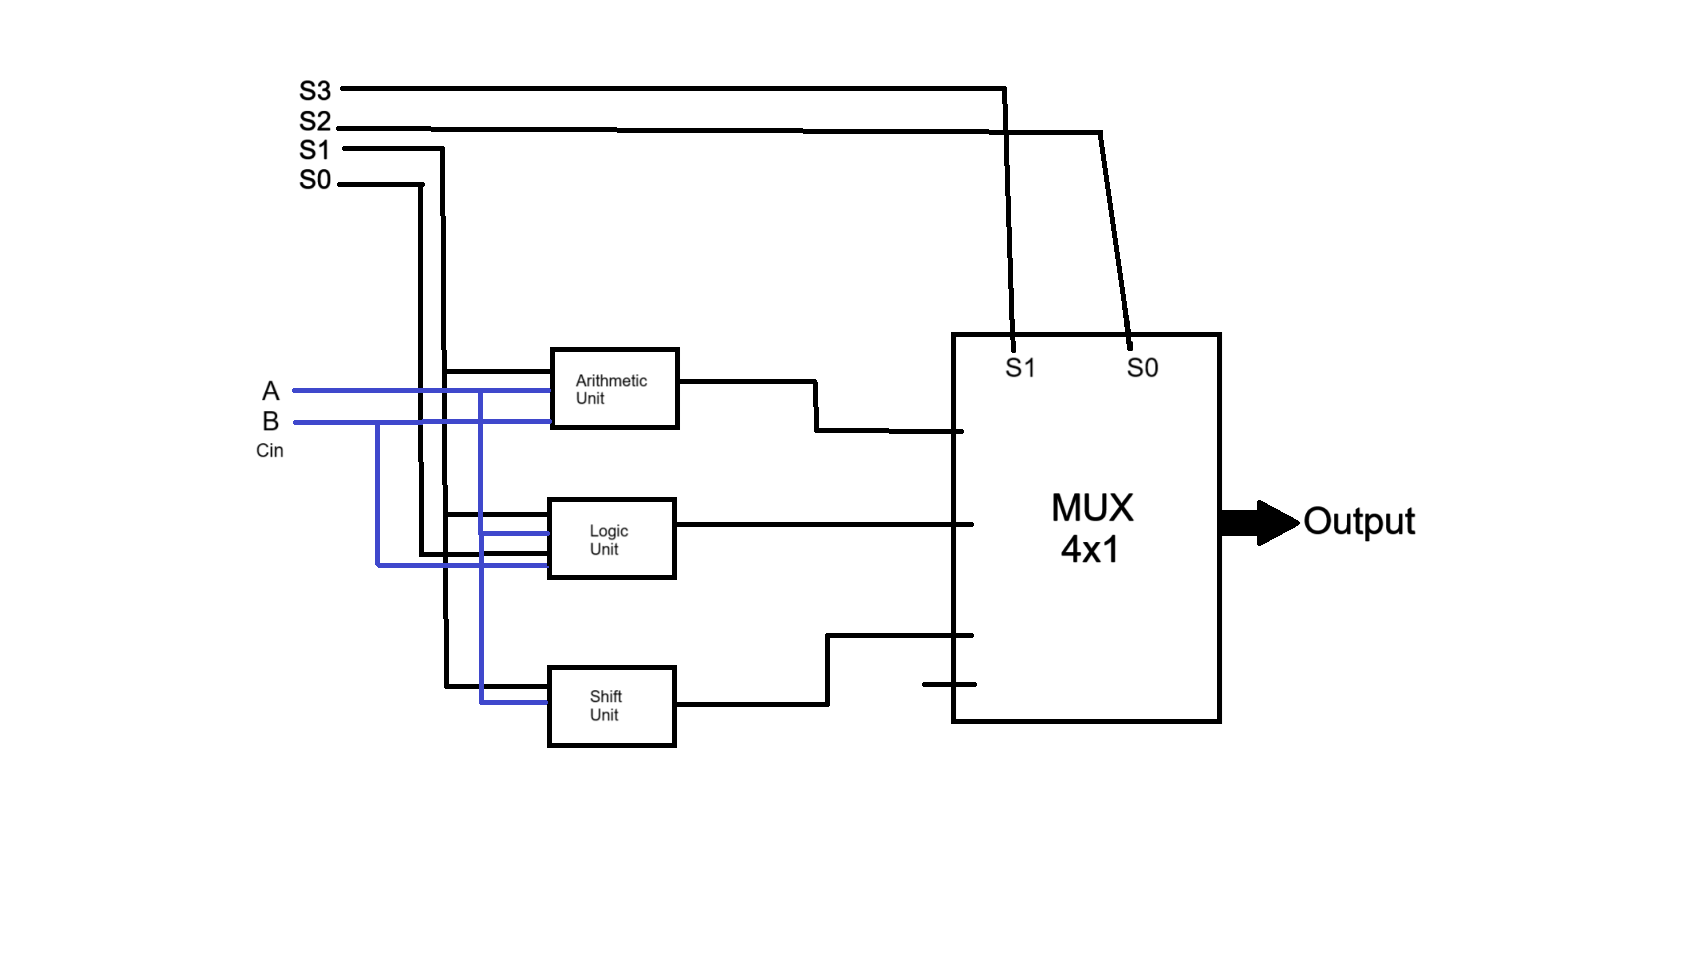 S3
S2
S1
S0
A
B
Cin
Arithmetic
Unit
Logic
Unit
Shift
Unit
S1 S0
MUX
4x1
Output